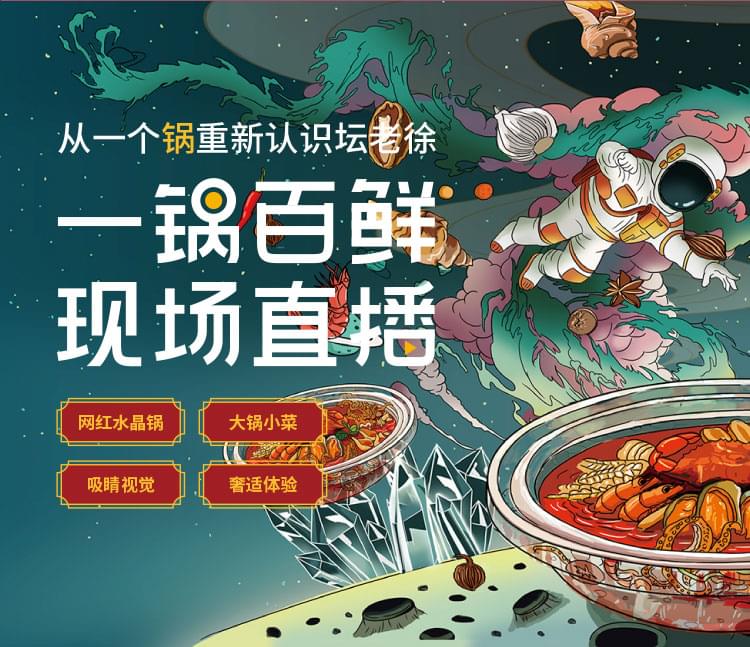 从一个锅重新认识坛老徐
一锅百鲜
现场直播
网红水晶锅
大锅小菜
吸睛视觉
奢适体验